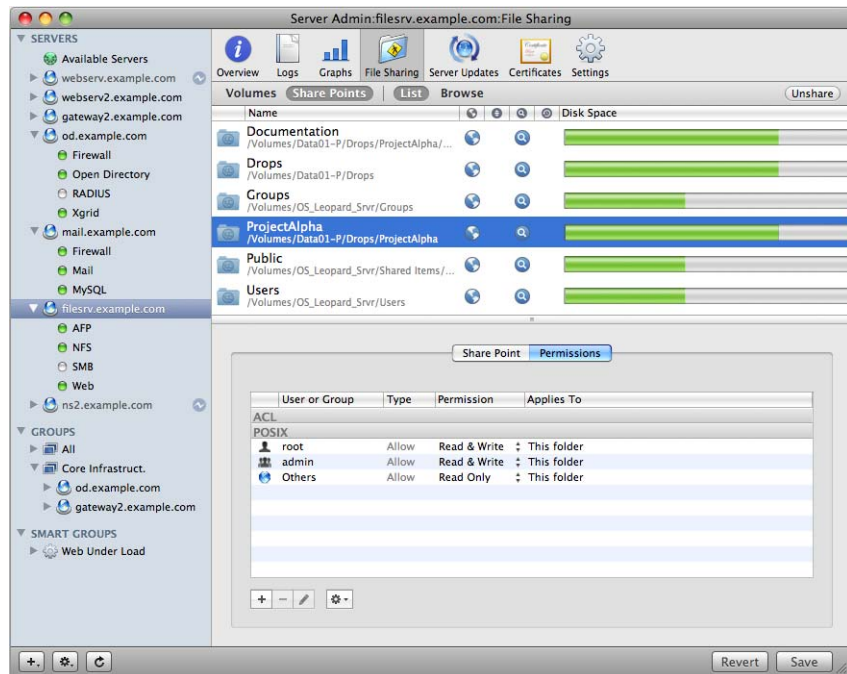 Server Admin:filesrv.example.com:File Sharing
SERVERS
Available Servers
webserv.example.com
webserv2.example.com
gateway2.example.com
od.example.com
Firewall
Open Directory
RADIUS
Xgrid
mail.example.com
Firewall
Mail
MySQL
filesrv.example.com
AFP
NFS
SMB
Web
ns2.example.com
GROUPS
All
Core Infrastruct.
od.example.com
gateway2.example.com
SMART GROUPS
Web Under Load
Overview Logs Graphs File Sharing Server Updates Certificates Settings
Volumes Share Points List Browse Unshare
Name Disk Space
Documentation
/Volumes/Data01-P/Drops/ProjectAlpha/...
Drops
/Volumes/Data01-P/Drops
Groups
/Volumes/OS_Leopard_Srvr/Groups
ProjectAlpha
/Volumes/Data01-P/Drops/ProjectAlpha
Public
/Volumes/OS_Leopard_Srvr/Shared Items/...
Users
/Volumes/OS_Leopard_Srvr/Users
Share Point Permissions
User or Group Type Permission Applies To
ACL
POSIX
root Allow Read & Write This folder
admin Allow Read & Write This folder
Others Allow Read Only This folder
Revert Save